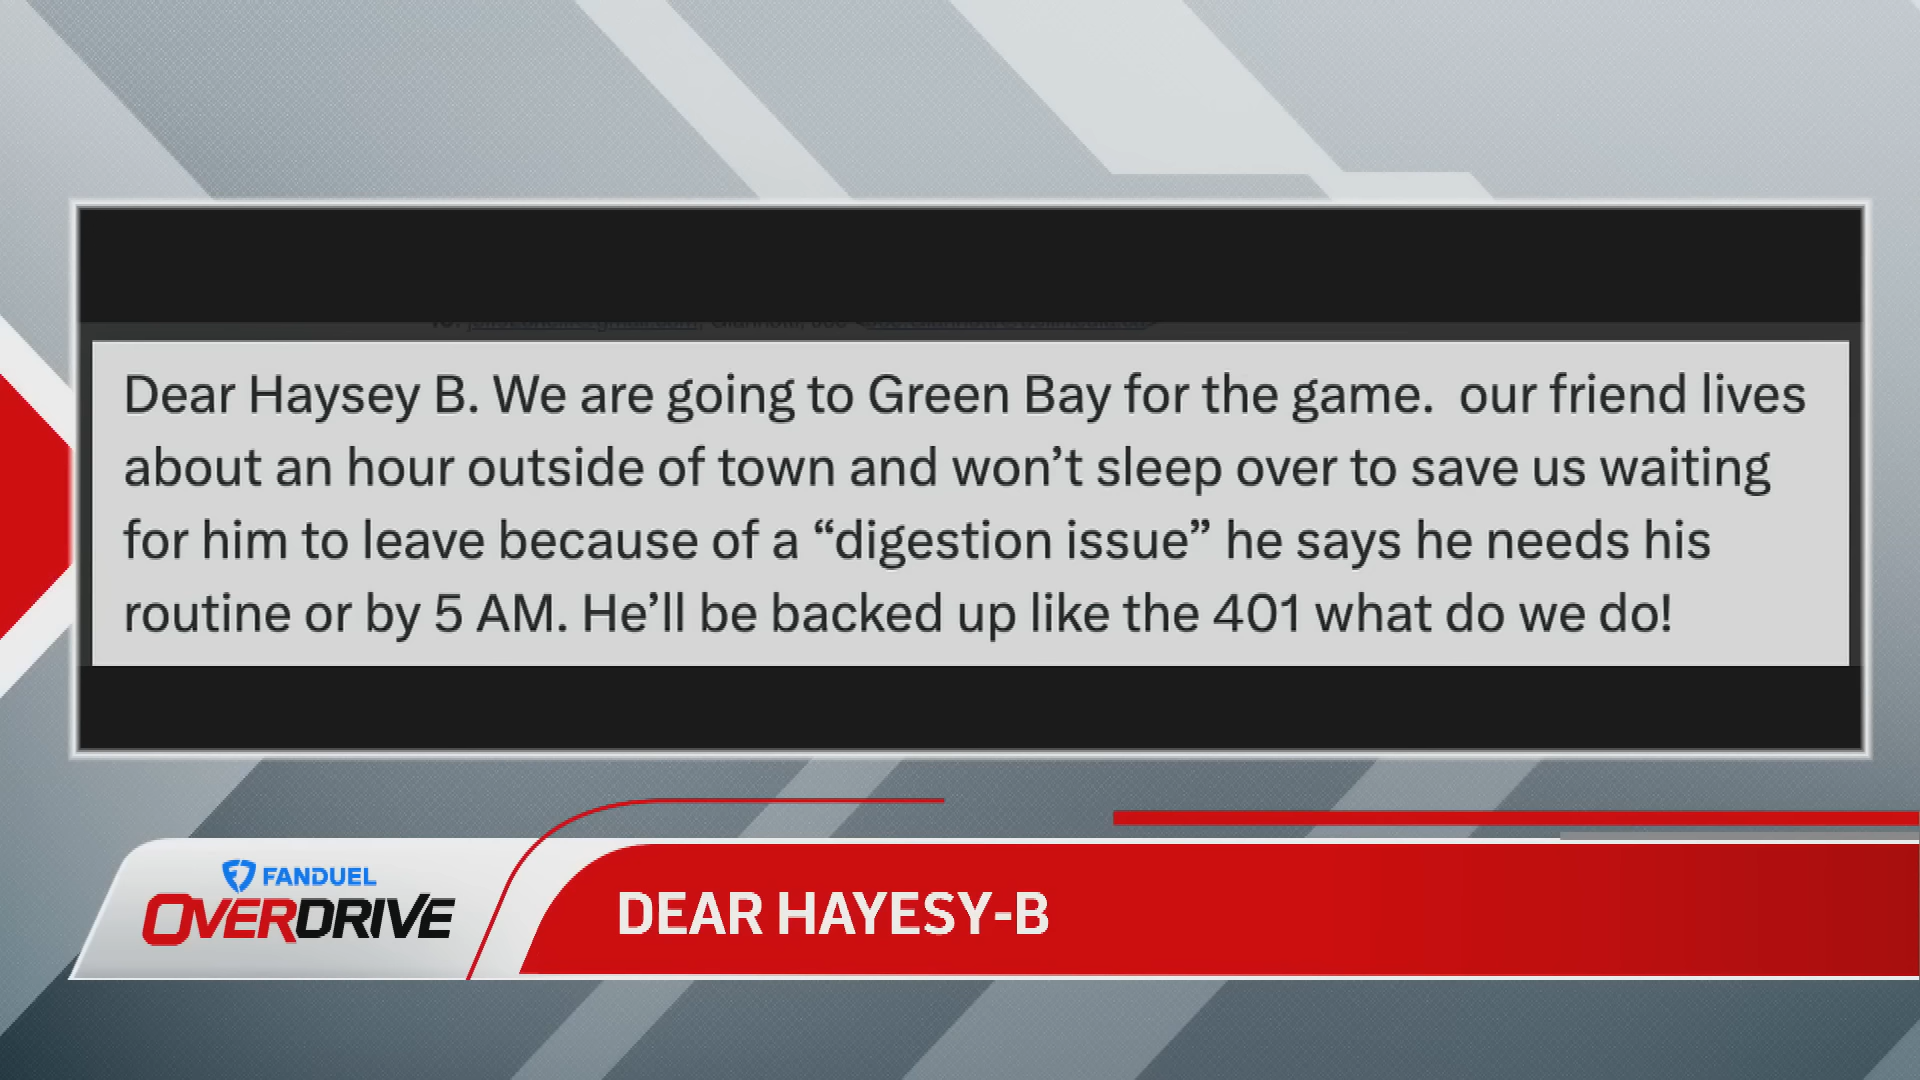 Dear Haysey B. We are going to Green Bay for the game.  our friend lives
about an hour outside of town and won’t sleep over to save us waiting
for him to leave because of a “digestion issue” he says he needs his
routine or by 5 AM. He’ll be backed up like the 401 what do we do!
FANDUEL
OVERDRIVE
DEAR HAYESY-B